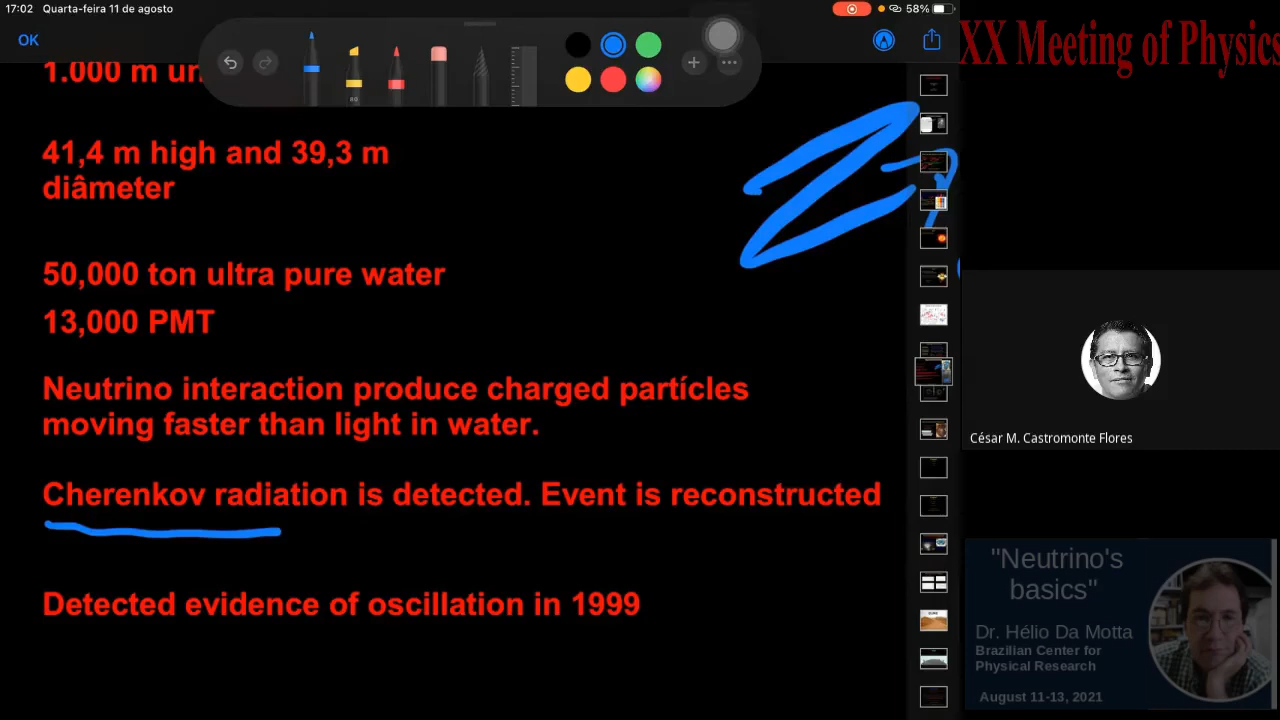 17:02 Quarta-feira 11 de agosto
58%
OK
80
1.000 m
41,4 m high and 39,3 m
diâmeter
50,000 ton ultra pure water
13,000 PMT
Neutrino interaction produce charged partícles
moving faster than light in water.
Cherenkov radiation is detected. Event is reconstructed
Detected evidence of oscillation in 1999
XX Meeting of Physics
César M. Castromonte Flores
"Neutrino's
basics"
Dr. Hélio Da Motta
Brazilian Center for
Physical Research
August 11-13, 2021